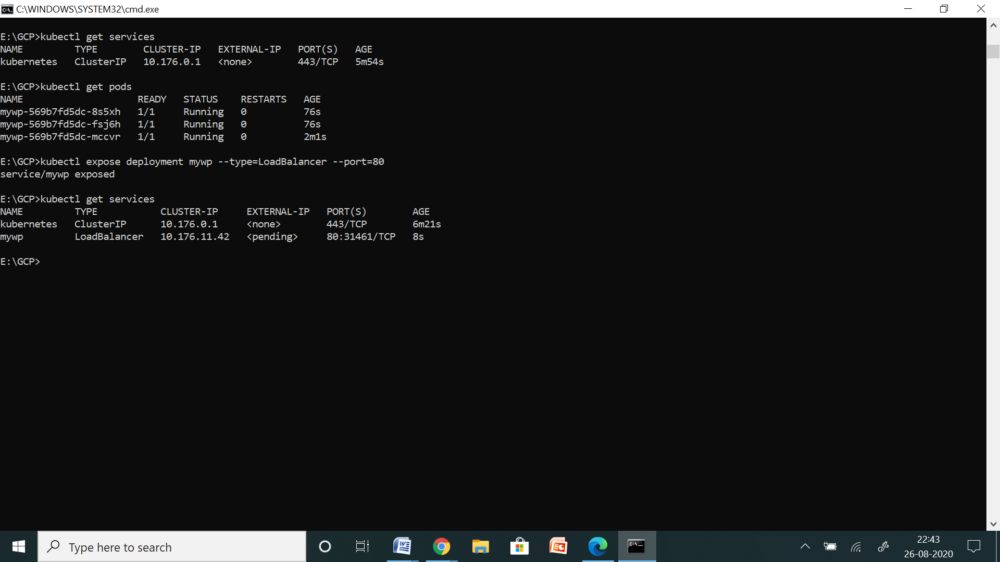 C:\WINDOWS\SYSTEM32\cmd.exe
E:\GCP>kubectl get services
NAME TYPE CLUSTER-IP EXTERNAL-IP PORT(S) AGE
kubernetes ClusterIP 10.176.0.1 <none> 443/TCP 5m54s
E:\GCP>kubectl get pods
NAME READY STATUS RESTARTS AGE
mywp-569b7fd5dc-8s5xh 1/1 Running 0 76s
mywp-569b7fd5dc-fsj6h 1/1 Running 0 76s
mywp-569b7fd5dc-mccvr 1/1 Running 0 2m1s
E:\GCP>kubectl expose deployment mywp --type=LoadBalancer --port=80
service/mywp exposed
E:\GCP>kubectl get services
NAME TYPE CLUSTER-IP EXTERNAL-IP PORT(S) AGE
kubernetes ClusterIP 10.176.0.1 <none> 443/TCP 6m21s
mywp LoadBalancer 10.176.11.42 <pending> 80:31461/TCP 8s
E:\GCP>
Type here to search
22:43
26-08-2020